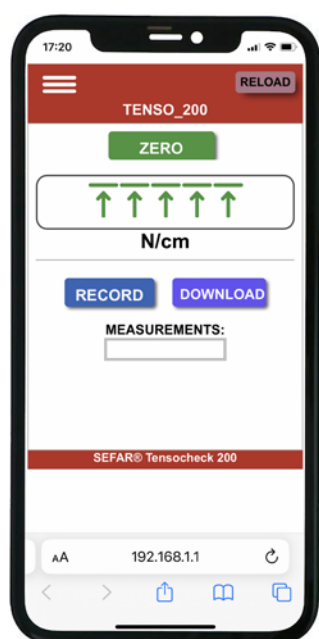 17:20
RELOAD
TENSO_200
ZERO
N/cm
RECORD DOWNLOAD
MEASUREMENTS:
SEFAR® Tensocheck 200
AA 192.168.1.1